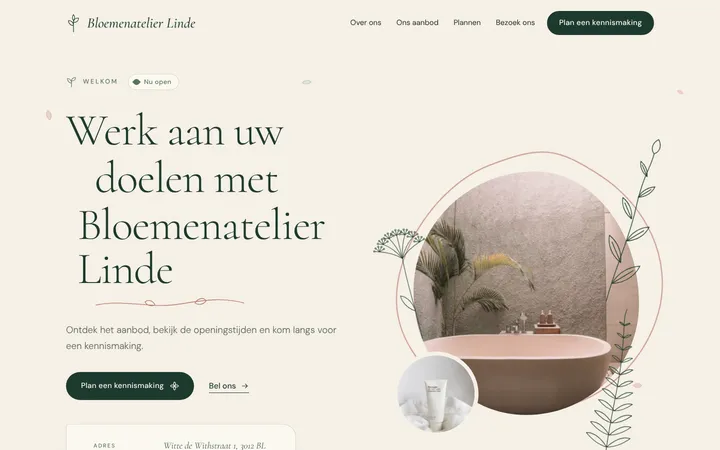 Bloemenatelier Linde
Over ons
Ons aanbod
Plannen
Bezoek ons
Plan een kennismaking
WELKOM
Nu open
Werk aan uw
doelen met
Bloemenatelier
Linde
Ontdek het aanbod, bekijk de openingstijden en kom langs voor
een kennismaking.
Plan een kennismaking
Bel ons →
ADRES
Witte de Withstraat 1, 3012 BL